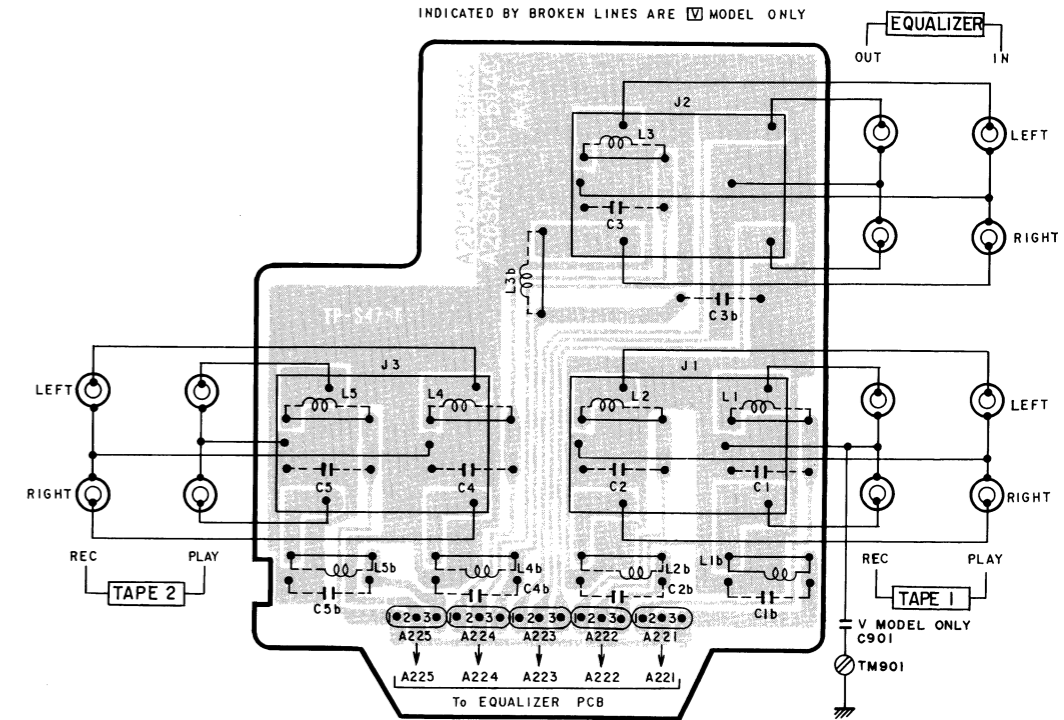 INDICATED BY BROKEN LINES ARE V MODEL ONLY
EQUALIZER
OUT
IN
J2
L3
LEFT
C3
RIGHT
L3b
C3b
J3
J1
LEFT
L5
L4
L2
L1
LEFT
C5
C4
C2
C1
RIGHT
RIGHT
REC
PLAY
L5b
L4b
L2b
L1b
REC
PLAY
TAPE 2
C5b
C4b
C2b
C1b
TAPE 1
1 2 3
1 2 3
1 2 3
1 2 3
1 2 3
A225
A224
A223
A222
A221
V MODEL ONLY
C901
TM901
A225
A224
A223
A222
A221
To EQUALIZER PCB